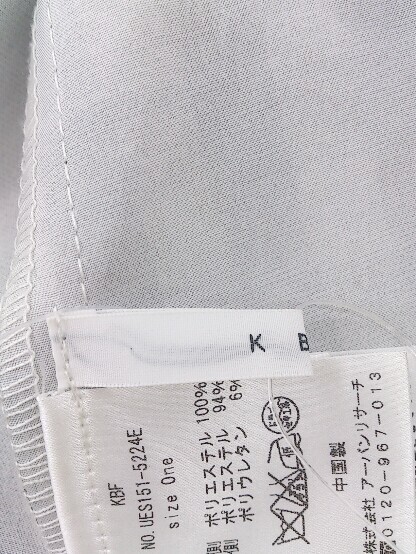 K B
KBF
NO.UES151-5224E
size One
側 ポリエステル 100%
側 ポリエステル 94%
ポリウレタン 6%
中国製
株式会社 アーバンリサーチ
0120-967-013